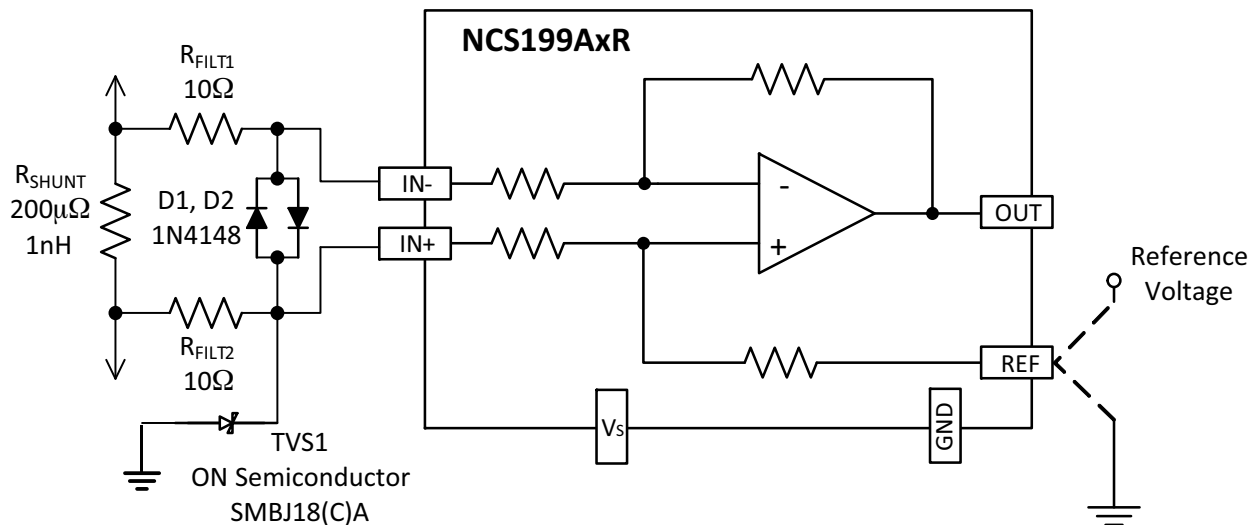 NCS199AxR
R_FILT1
10Ω
R_SHUNT
200µΩ
1nH
D1, D2
1N4148
IN-
IN+
-
+
OUT
Reference
Voltage
R_FILT2
10Ω
REF
V_S
GND
TVS1
ON Semiconductor
SMBJ18(C)A